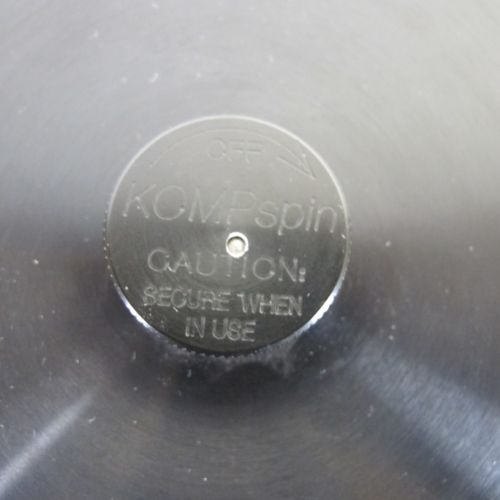 OFF
KOMPspin
CAUTION:
SECURE WHEN
IN USE